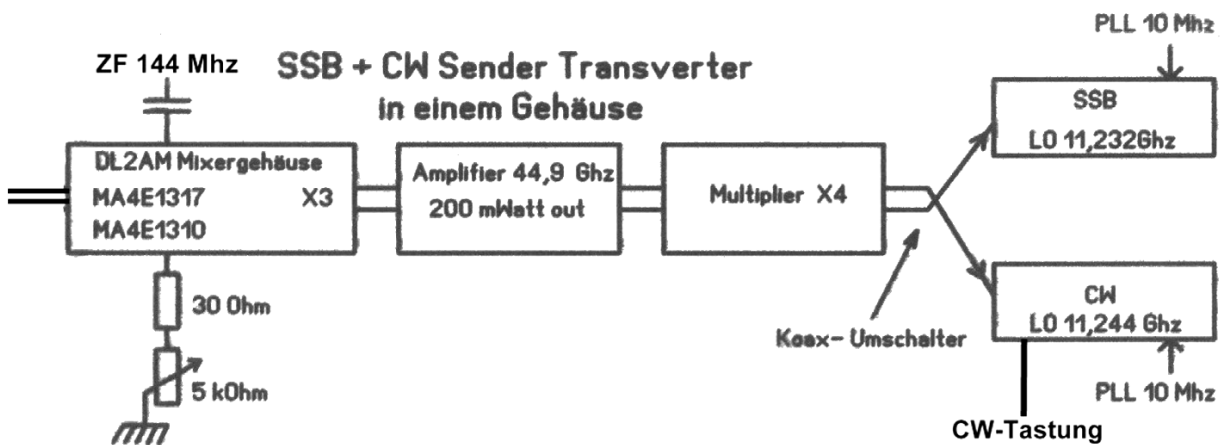 ZF 144 Mhz
SSB + CW Sender Transverter
in einem Gehäuse
PLL 10 Mhz
SSB
LO 11,232Ghz
DL2AM Mixergehäuse
MA4E1317 X3
MA4E1310
Amplifier 44,9 Ghz
200 mWatt out
Multiplier X4
CW
LO 11,244 Ghz
Koax- Umschalter
30 Ohm
5 kOhm
PLL 10 Mhz
CW-Tastung